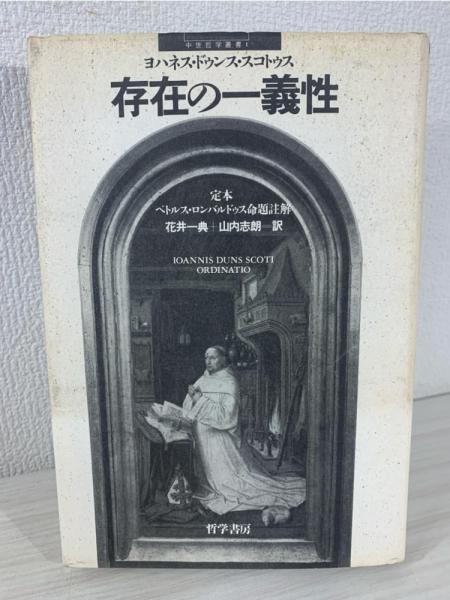 中世哲学叢書 I
ヨハネス・ドゥンス・スコトゥス
存在の一義性
定本
ペトルス・ロンバルドゥス命題註解
花井一典+山内志朗—訳
IOANNIS DUNS SCOTI
ORDINATIO
哲学書房